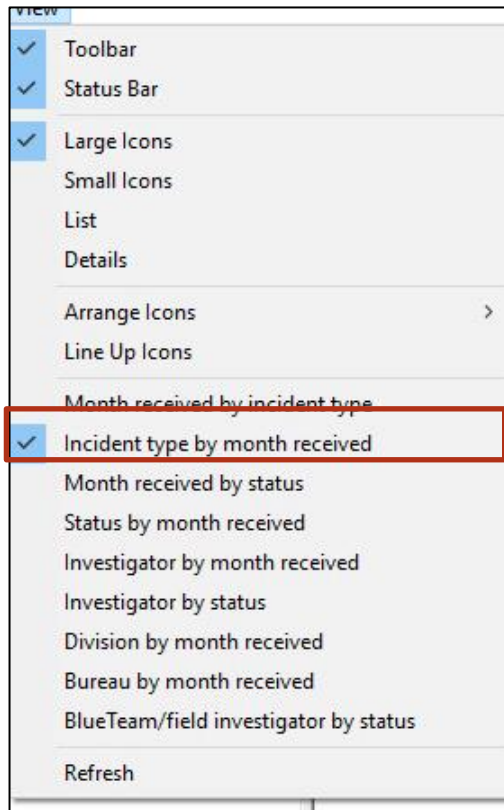 View
Toolbar
Status Bar
Large Icons
Small Icons
List
Details
Arrange Icons
Line Up Icons
Month received by incident type
Incident type by month received
Month received by status
Status by month received
Investigator by month received
Investigator by status
Division by month received
Bureau by month received
BlueTeam/field investigator by status
Refresh